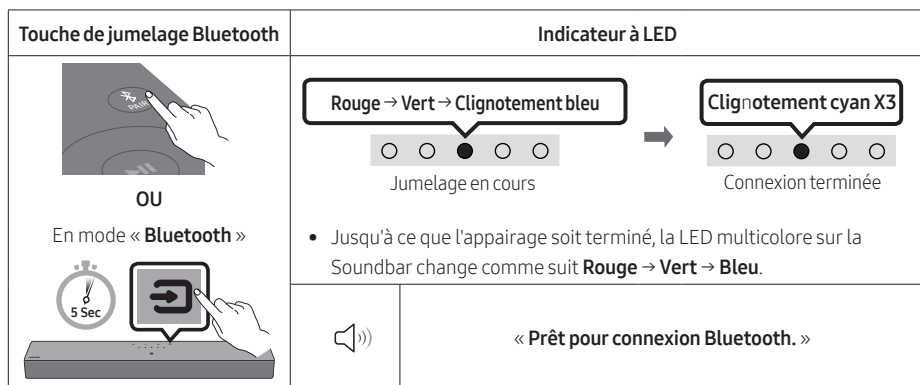 Touche de jumelage Bluetooth
Indicateur à LED
PAIR
OU
En mode « Bluetooth »
5 Sec
Rouge → Vert → Clignotement bleu
Jumelage en cours
Clignotement cyan X3
Connexion terminée
• Jusqu'à ce que l'appairage soit terminé, la LED multicolore sur la
Soundbar change comme suit Rouge → Vert → Bleu.
« Prêt pour connexion Bluetooth. »